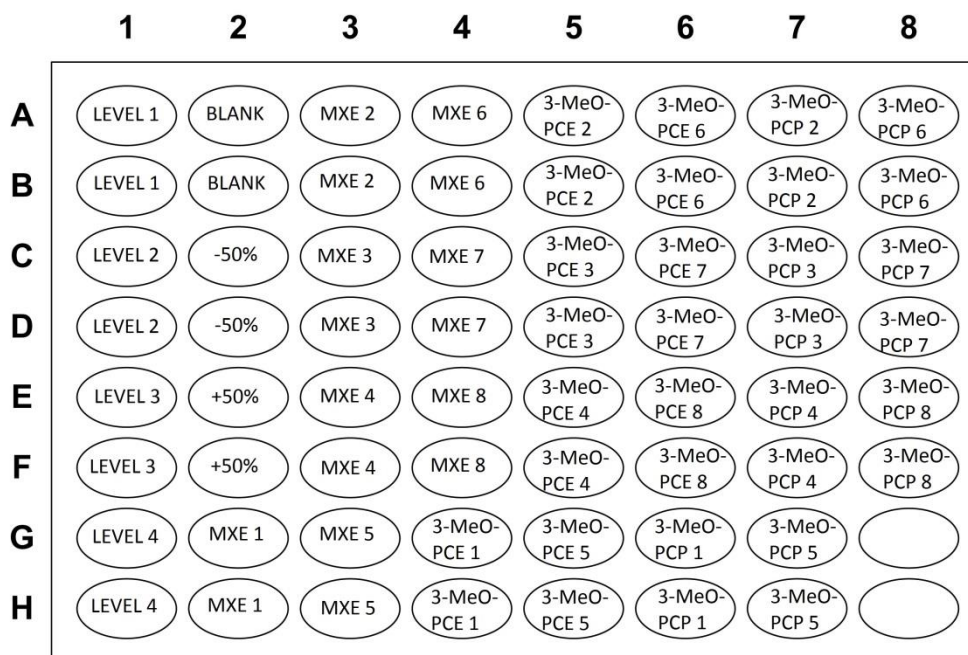 1 2 3 4 5 6 7 8
A LEVEL 1 BLANK MXE 2 MXE 6 3-MeO- 3-MeO- 3-MeO- 3-MeO-
PCE 2 PCE 6 PCP 2 PCP 6
B LEVEL 1 BLANK MXE 2 MXE 6 3-MeO- 3-MeO- 3-MeO- 3-MeO-
PCE 2 PCE 6 PCP 2 PCP 6
C LEVEL 2 -50% MXE 3 MXE 7 3-MeO- 3-MeO- 3-MeO- 3-MeO-
PCE 3 PCE 7 PCP 3 PCP 7
D LEVEL 2 -50% MXE 3 MXE 7 3-MeO- 3-MeO- 3-MeO- 3-MeO-
PCE 3 PCE 7 PCP 3 PCP 7
E LEVEL 3 +50% MXE 4 MXE 8 3-MeO- 3-MeO- 3-MeO- 3-MeO-
PCE 4 PCE 8 PCP 4 PCP 8
F LEVEL 3 +50% MXE 4 MXE 8 3-MeO- 3-MeO- 3-MeO- 3-MeO-
PCE 4 PCE 8 PCP 4 PCP 8
G LEVEL 4 MXE 1 MXE 5 3-MeO- 3-MeO- 3-MeO- 3-MeO-
PCE 1 PCE 5 PCP 1 PCP 5
H LEVEL 4 MXE 1 MXE 5 3-MeO- 3-MeO- 3-MeO- 3-MeO-
PCE 1 PCE 5 PCP 1 PCP 5